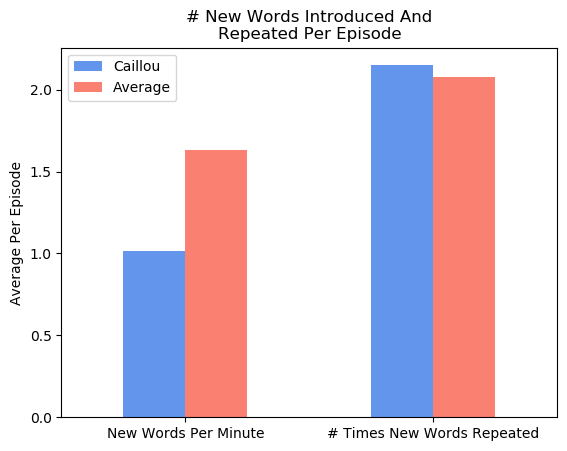 # New Words Introduced And
Repeated Per Episode
Caillou
Average
Average Per Episode
2.0
1.5
1.0
0.5
0.0
New Words Per Minute
# Times New Words Repeated